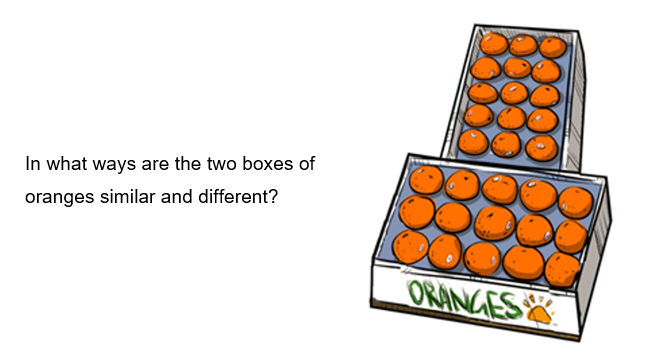 In what ways are the two boxes of
oranges similar and different?
ORANGES